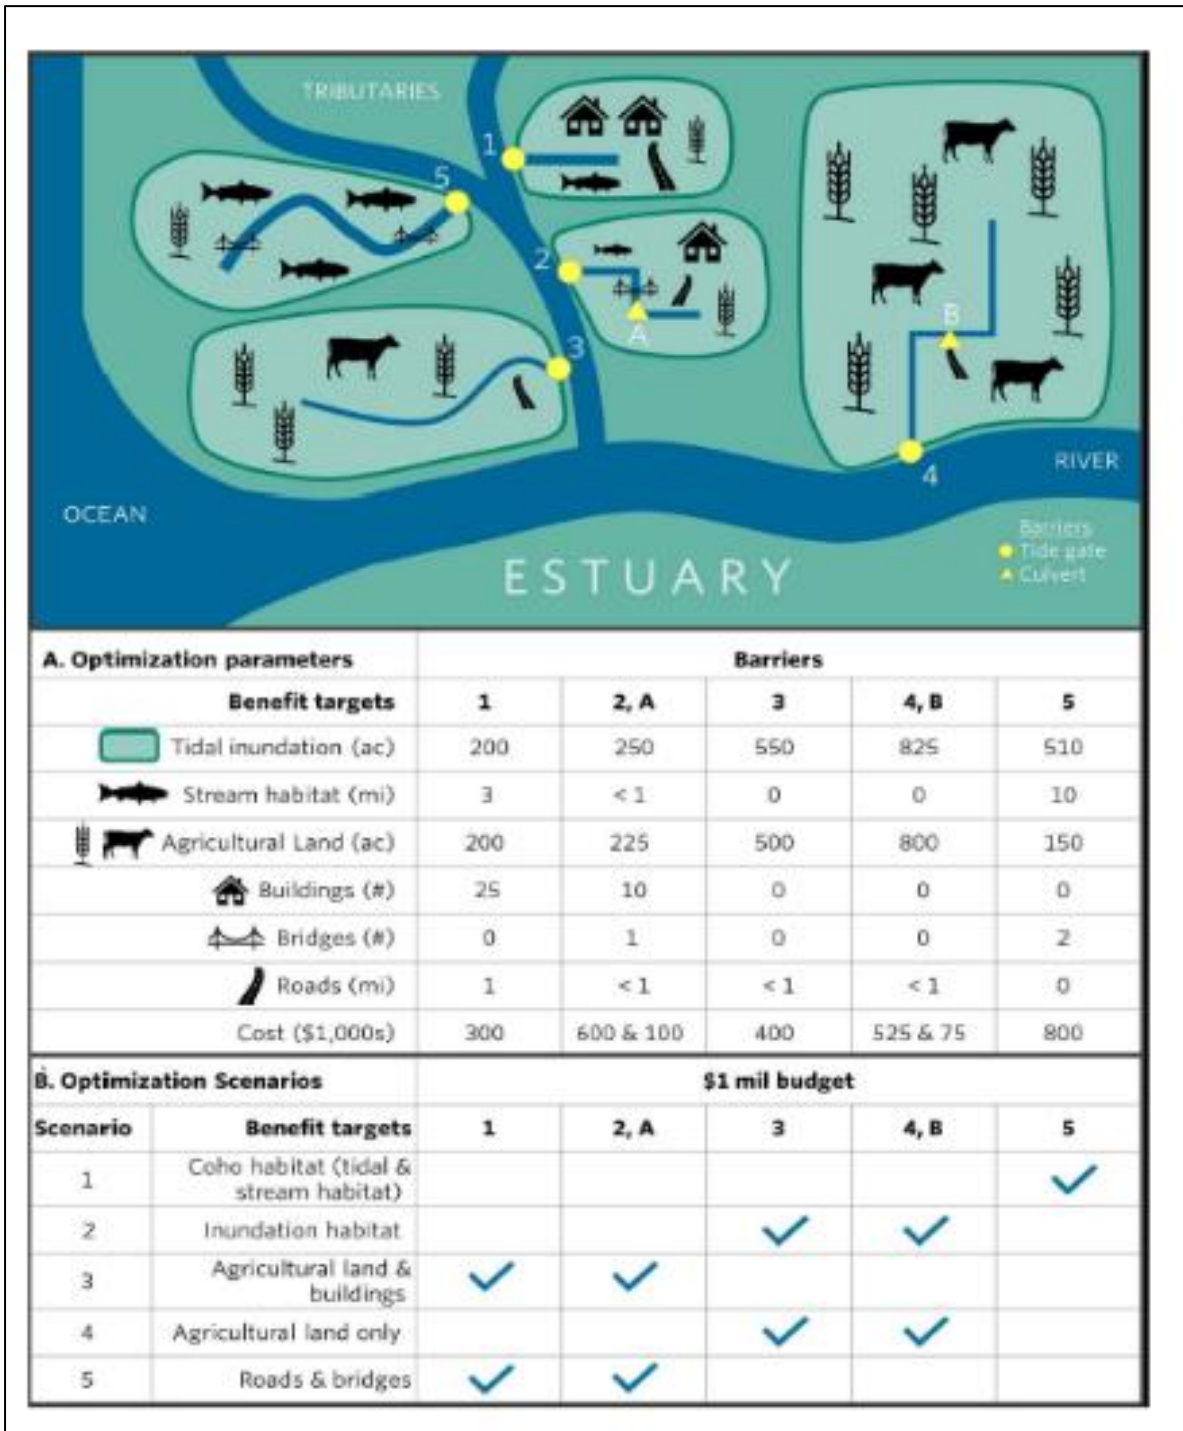 TRIBUTARIES
1
5
2
A
3
B
4
RIVER
OCEAN
ESTUARY
Barriers
Tide gate
Culvert
A. Optimization parameters Barriers
Benefit targets 1 2, A 3 4, B 5
Tidal inundation (ac) 200 250 550 825 510
Stream habitat (mi) 3 < 1 0 0 10
Agricultural Land (ac) 200 225 500 800 150
Buildings (#) 25 10 0 0 0
Bridges (#) 0 1 0 0 2
Roads (mi) 1 < 1 < 1 < 1 0
Cost ($1,000s) 300 600 & 100 400 525 & 75 800
B. Optimization Scenarios $1 mil budget
Scenario Benefit targets 1 2, A 3 4, B 5
1 Coho habitat (tidal &
stream habitat)
2 Inundation habitat
3 Agricultural land &
buildings
4 Agricultural land only
5 Roads & bridges